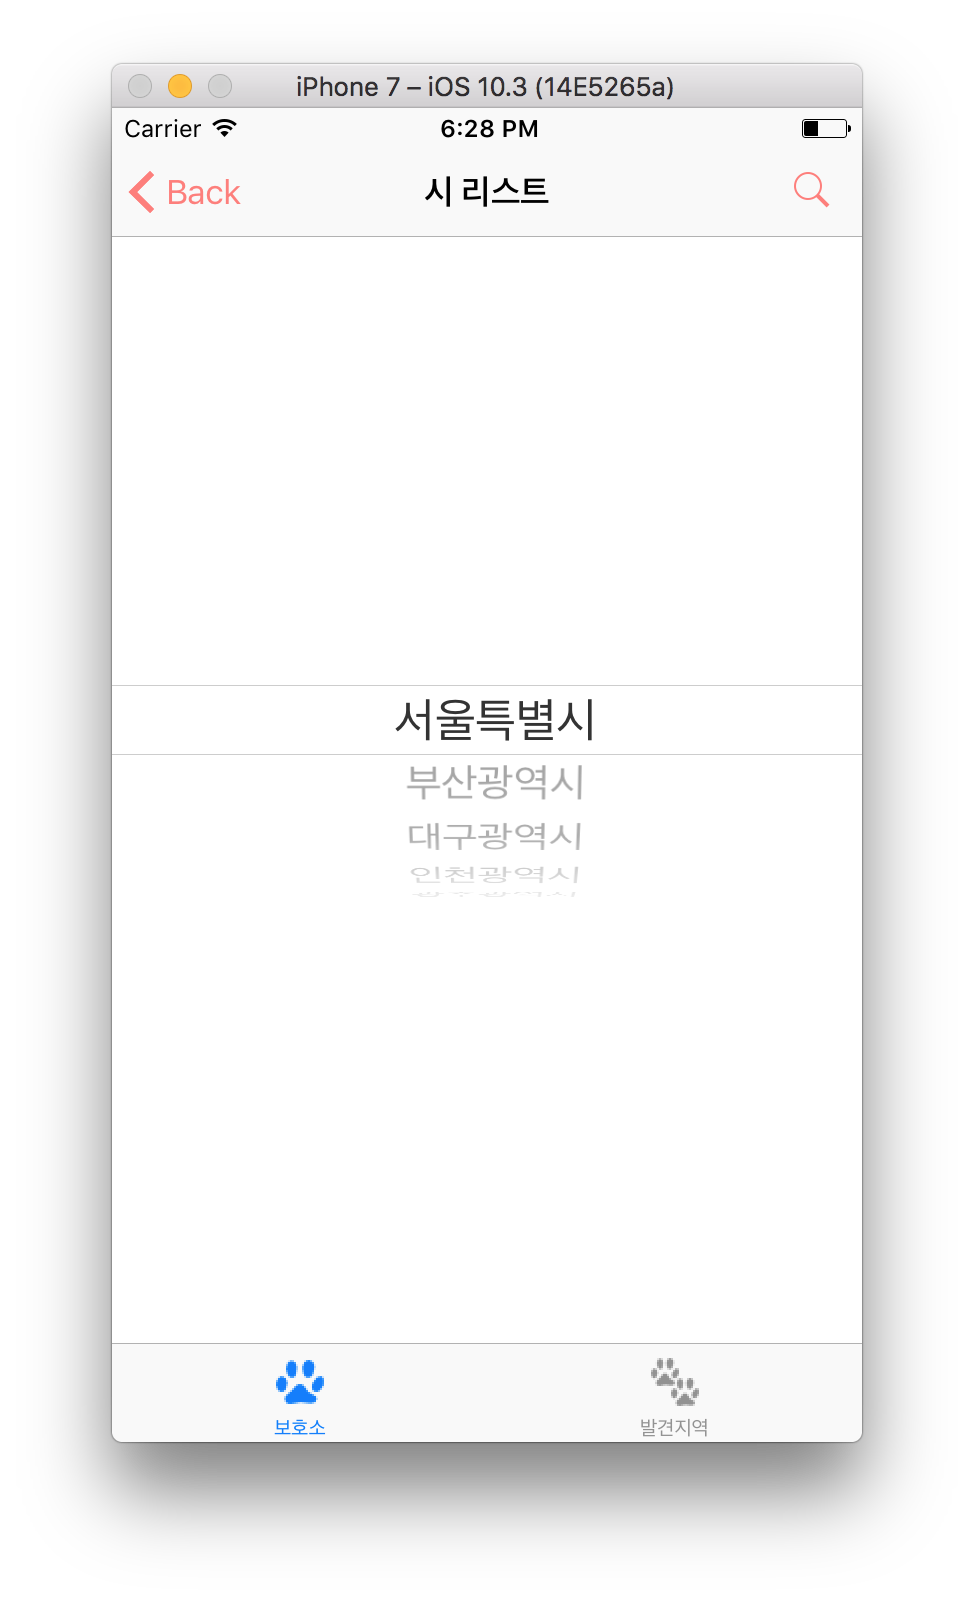 iPhone 7 – iOS 10.3 (14E5265a)
Carrier 6:28 PM
Back 시 리스트
서울특별시
부산광역시
대구광역시
인천광역시
보호소 발견지역